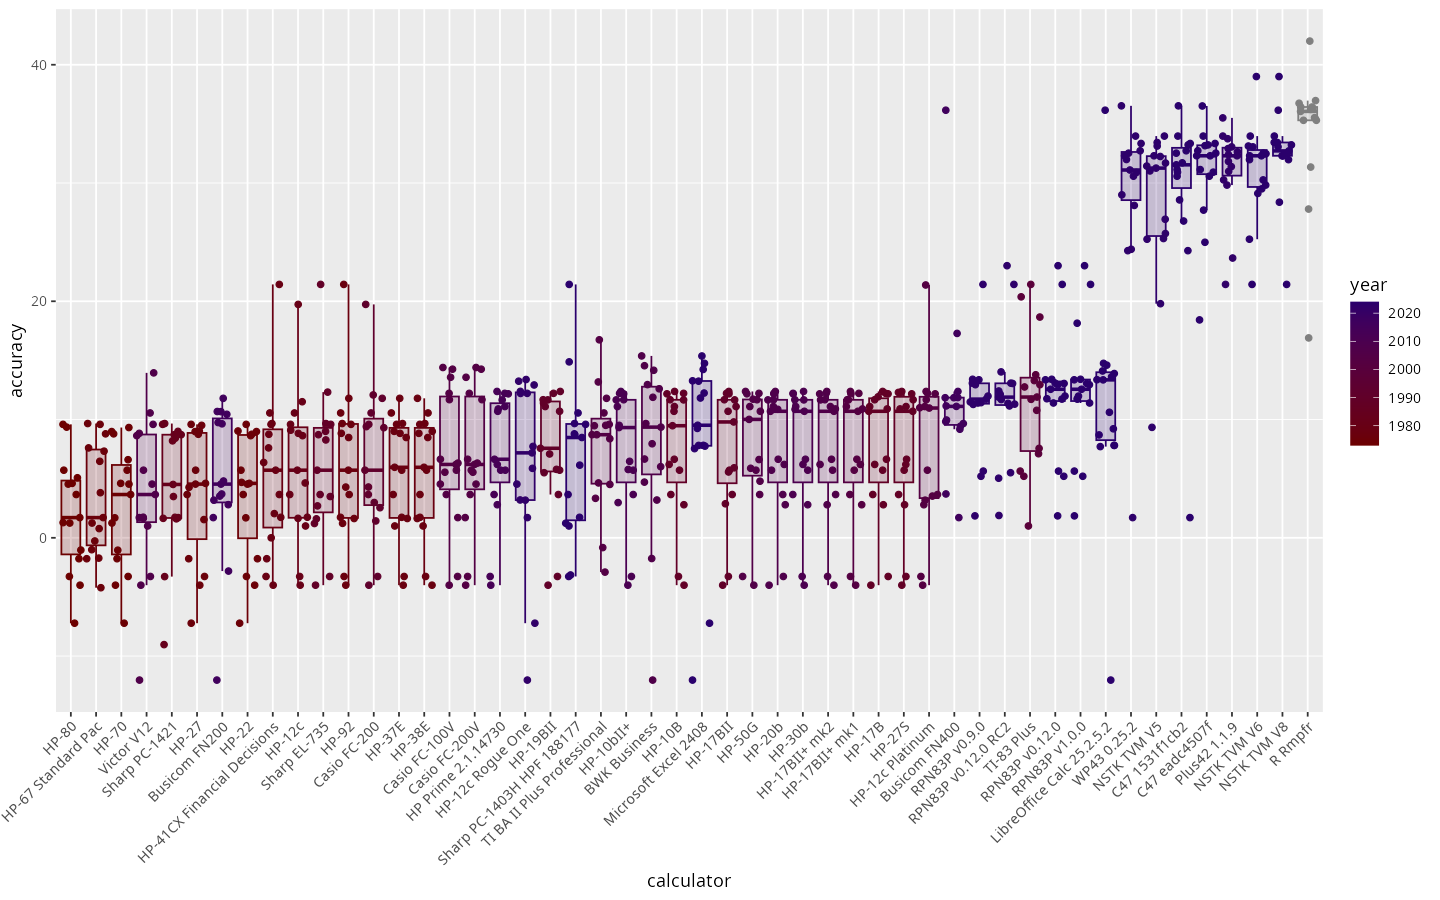 40
20
0
accuracy
HP-80
HP-67 Standard Pac
HP-70
Victor V12
Sharp PC-1421
HP-27
Busicom FN200
HP-22
HP-41CX Financial Decisions
HP-12c
Sharp EL-735
HP-92
Casio FC-200
HP-37E
HP-38E
Casio FC-100V
Casio FC-200V
HP Prime 2.1.14730
HP-12c Rogue One
HP-19BII
Sharp PC-1403H HPF 188177
TI BA II Plus Professional
HP-10bII+
BWK Business
HP-10B
Microsoft Excel 2408
HP-17BII
HP-50G
HP-20b
HP-30b
HP-17BII+ mk2
HP-17BII+ mk1
HP-17B
HP-27S
HP-12c Platinum
Busicom FN400
RPN83P v0.9.0
RPN83P v0.12.0 RC2
TI-83 Plus
RPN83P v0.12.0
RPN83P v1.0.0
LibreOffice Calc 25.2.5.2
WP43 0.25.2
NSTK TVM V5
C47 1531f1cb2
C47 eadc4507f
Plus42 1.1.9
NSTK TVM V6
NSTK TVM V8
R Rmpfr
calculator
year
2020
2010
2000
1990
1980